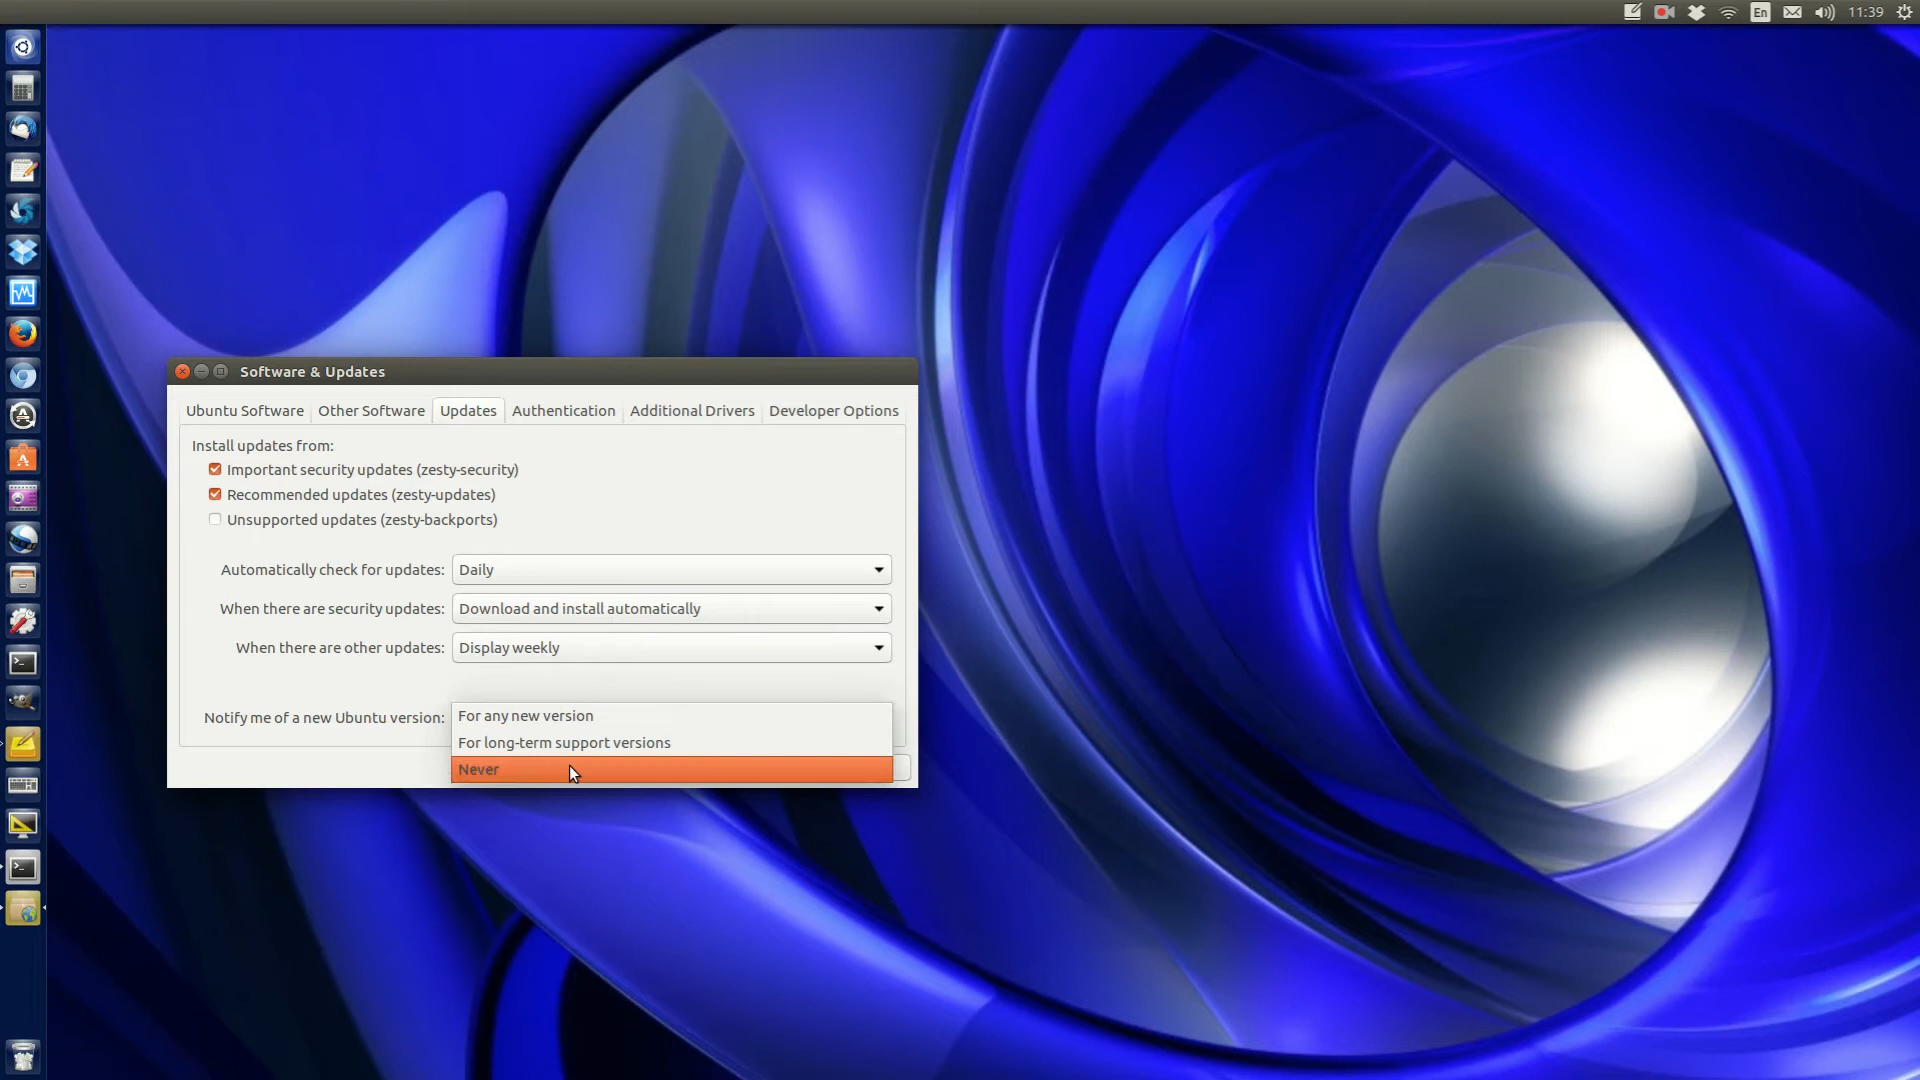 En 11:39
Software & Updates
Ubuntu Software Other Software Updates Authentication Additional Drivers Developer Options
Install updates from:
Important security updates (zesty-security)
Recommended updates (zesty-updates)
Unsupported updates (zesty-backports)
Automatically check for updates: Daily
When there are security updates: Download and install automatically
When there are other updates: Display weekly
Notify me of a new Ubuntu version: For any new version
For long-term support versions
Never